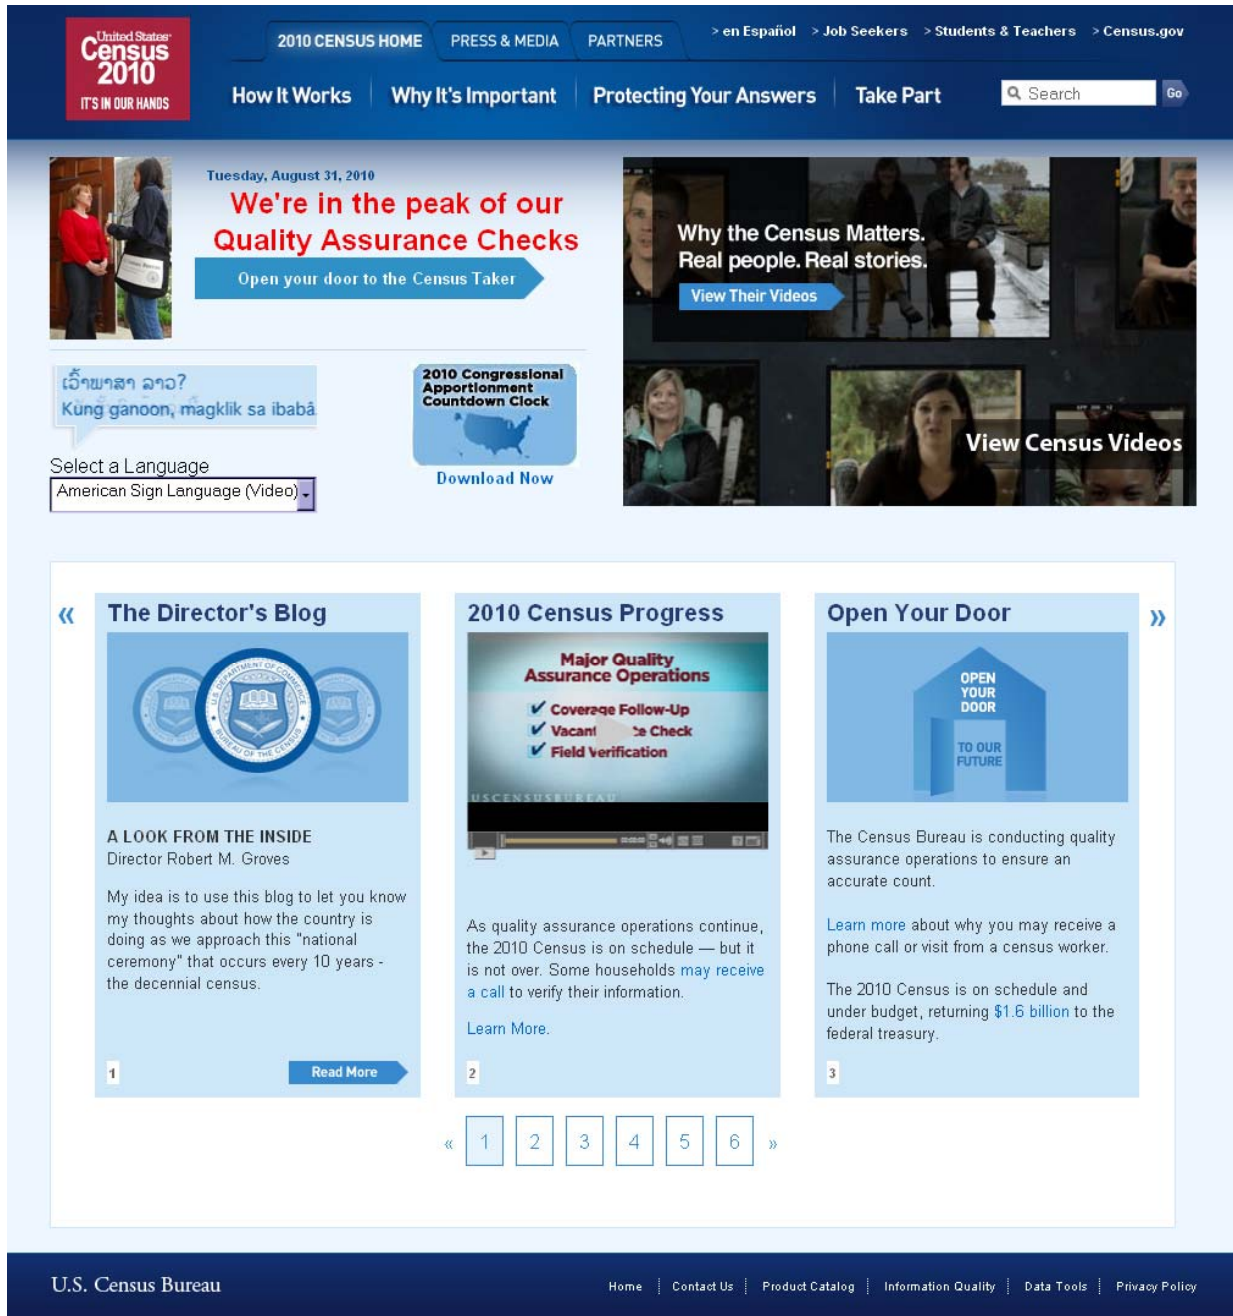 United States
Census
2010
IT'S IN OUR HANDS
2010 CENSUS HOME
PRESS & MEDIA
PARTNERS
> en Español
> Job Seekers
> Students & Teachers
> Census.gov
How It Works
Why It's Important
Protecting Your Answers
Take Part
Search
Go
Tuesday, August 31, 2010
We're in the peak of our
Quality Assurance Checks
Open your door to the Census Taker
Why the Census Matters.
Real people. Real stories.
View Their Videos
View Census Videos
ເວົ້າພາສາ ລາວ?
Kung ganoon, magklik sa ibabâ
Select a Language
American Sign Language (Video)
2010 Congressional
Apportionment
Countdown Clock
Download Now
«
The Director's Blog
U.S. DEPARTMENT OF COMMERCE
BUREAU OF THE CENSUS
A LOOK FROM THE INSIDE
Director Robert M. Groves
My idea is to use this blog to let you know
my thoughts about how the country is
doing as we approach this "national
ceremony" that occurs every 10 years -
the decennial census.
1
Read More
2010 Census Progress
Major Quality
Assurance Operations
Coverage Follow-Up
Check
Field Verification
USCENSUSBUREAU
As quality assurance operations continue,
the 2010 Census is on schedule — but it
is not over. Some households may receive
a call to verify their information.
Learn More.
2
Open Your Door
»
OPEN
YOUR
DOOR
TO OUR
FUTURE
The Census Bureau is conducting quality
assurance operations to ensure an
accurate count.
Learn more about why you may receive a
phone call or visit from a census worker.
The 2010 Census is on schedule and
under budget, returning $1.6 billion to the
federal treasury.
3
« 1 2 3 4 5 6 »
U.S. Census Bureau
Home
Contact Us
Product Catalog
Information Quality
Data Tools
Privacy Policy